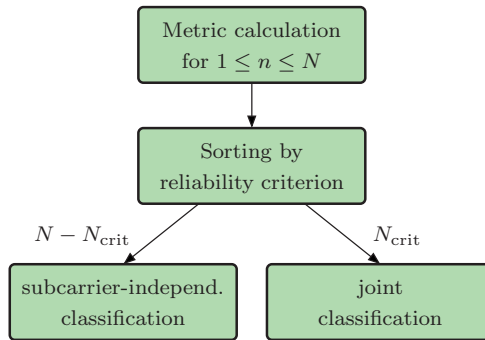 Metric calculation
for 1 ≤ n ≤ N
Sorting by
reliability criterion
N − N_crit
N_crit
subcarrier-independ.
classification
joint
classification